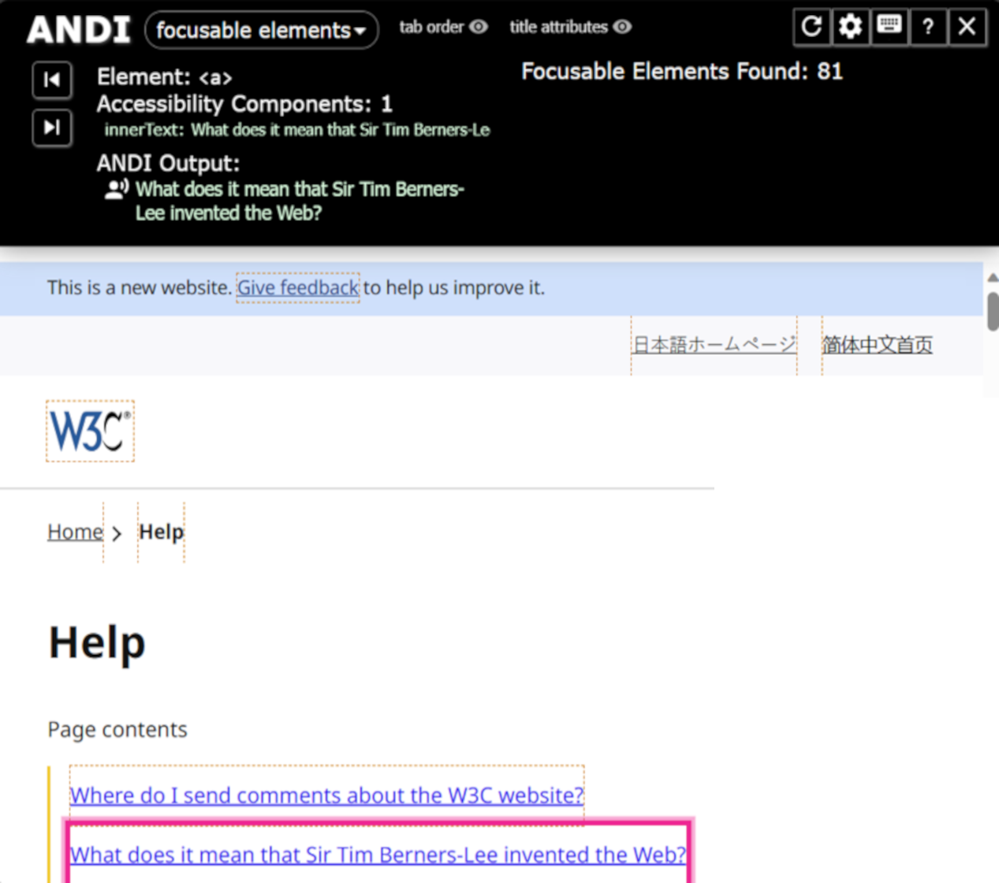 ANDI focusable elements tab order title attributes ?
Element: <a>
Focusable Elements Found: 81
Accessibility Components: 1
innerText: What does it mean that Sir Tim Berners-Le
ANDI Output:
What does it mean that Sir Tim Berners-
Lee invented the Web?
This is a new website. Give feedback to help us improve it.
日本語ホームページ 简体中文首页
W3C®
Home > Help
Help
Page contents
Where do I send comments about the W3C website?
What does it mean that Sir Tim Berners-Lee invented the Web?